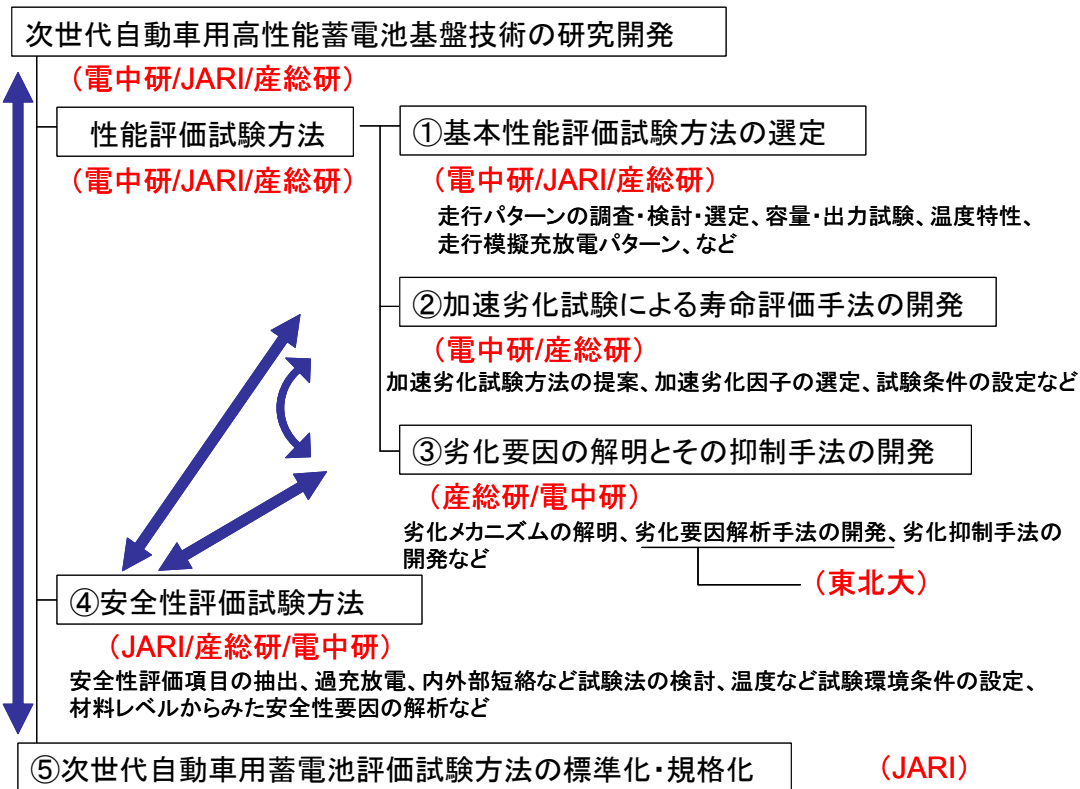 次世代自動車用高性能蓄電池基盤技術の研究開発
（電中研/JARI/産総研）
性能評価試験方法
（電中研/JARI/産総研）
①基本性能評価試験方法の選定
（電中研/JARI/産総研）
走行パターンの調査・検討・選定、容量・出力試験、温度特性、
走行模擬充放電パターン、など
②加速劣化試験による寿命評価手法の開発
（電中研/産総研）
加速劣化試験方法の提案、加速劣化因子の選定、試験条件の設定など
③劣化要因の解明とその抑制手法の開発
（産総研/電中研）
劣化メカニズムの解明、劣化要因解析手法の開発、劣化抑制手法の
開発など
（東北大）
④安全性評価試験方法
（JARI/産総研/電中研）
安全性評価項目の抽出、過充放電、内外部短絡など試験法の検討、温度など試験環境条件の設定、
材料レベルからみた安全性要因の解析など
⑤次世代自動車用蓄電池評価試験方法の標準化・規格化
（JARI）